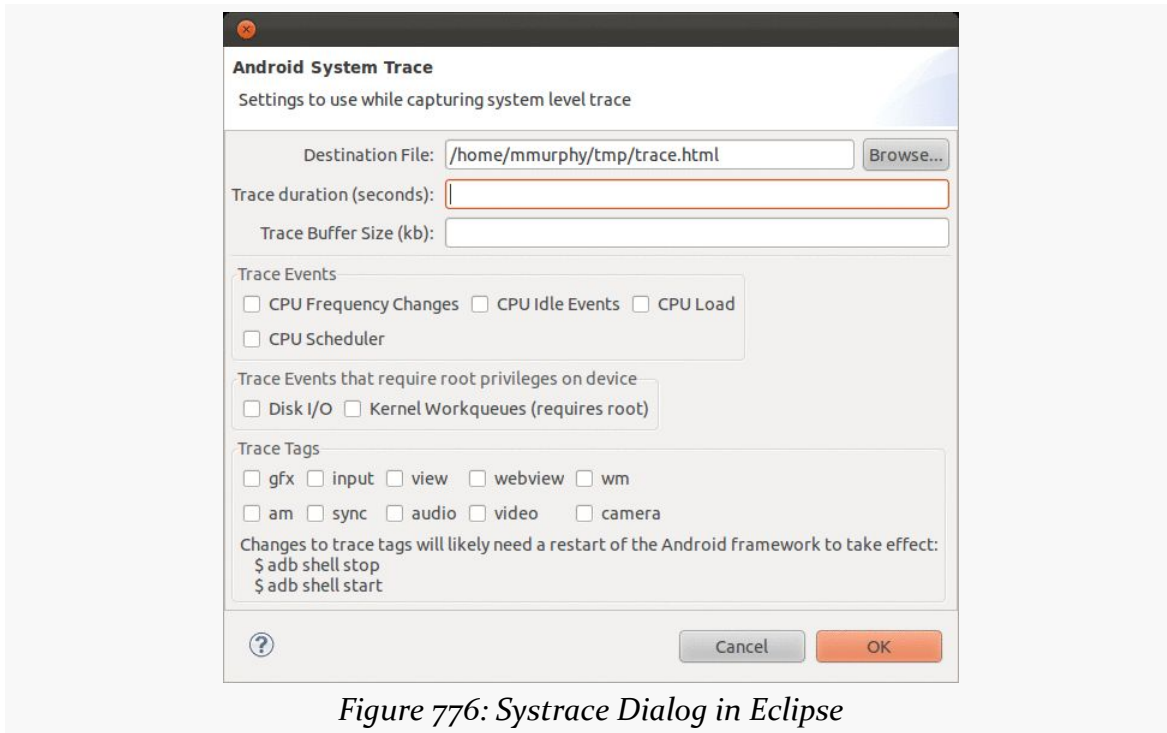 Android System Trace
Settings to use while capturing system level trace
Destination File: /home/mmurphy/tmp/trace.html Browse...
Trace duration (seconds):
Trace Buffer Size (kb):
Trace Events
CPU Frequency Changes CPU Idle Events CPU Load
CPU Scheduler
Trace Events that require root privileges on device
Disk I/O Kernel Workqueues (requires root)
Trace Tags
gfx input view webview wm
am sync audio video camera
Changes to trace tags will likely need a restart of the Android framework to take effect:
$ adb shell stop
$ adb shell start
? Cancel OK
Figure 776: Systrace Dialog in Eclipse